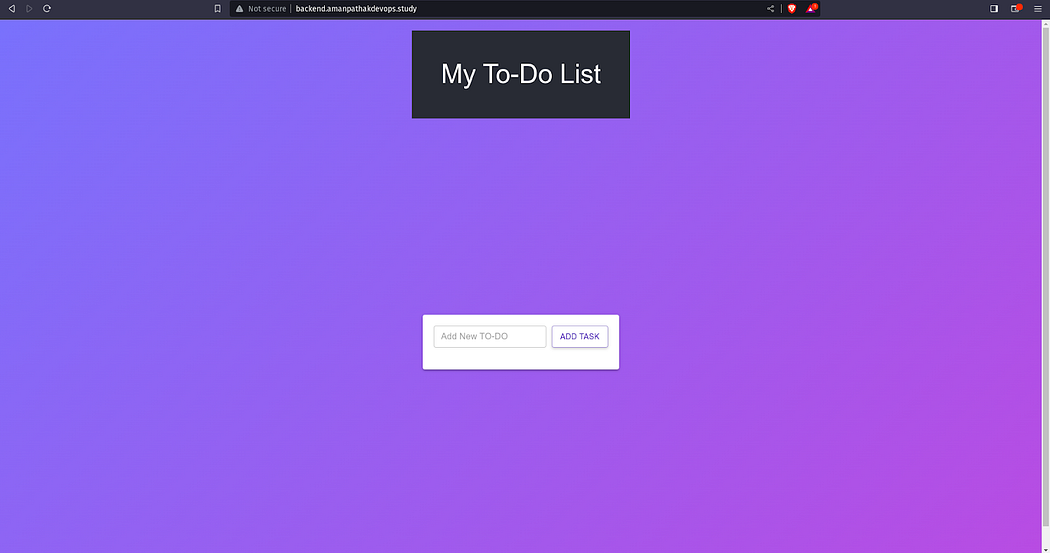 Not secure backend.amanpathakdevops.study
My To-Do List
Add New TO-DO ADD TASK